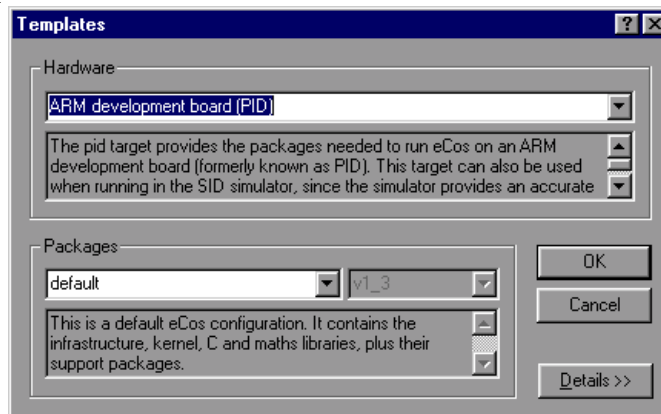 Templates
Hardware
ARM development board (PID)
The pid target provides the packages needed to run eCos on an ARM
development board (formerly known as PID). This target can also be used
when running in the SID simulator, since the simulator provides an accurate
Packages
default
v1_3
This is a default eCos configuration. It contains the
infrastructure, kernel, C and maths libraries, plus their
support packages.
OK
Cancel
Details >>